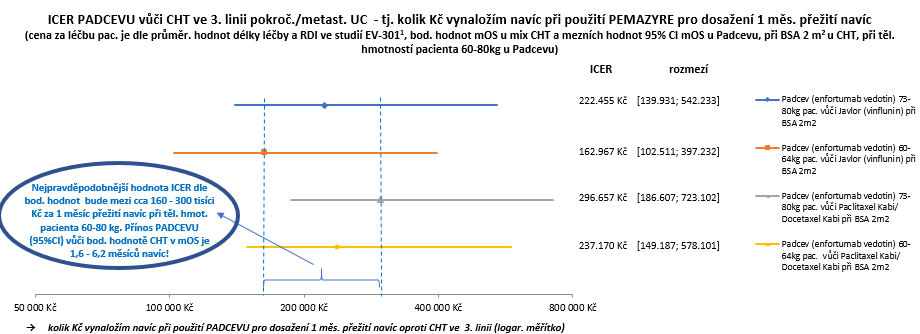 ICER PADCEVU vůči CHT ve 3. linii pokroč./metast. UC - tj. kolik Kč vynaložím navíc při použití PEMAZYRE pro dosažení 1 měs. přežití navíc
(cena za léčbu pac. je dle průměr. hodnot délky léčby a RDI ve studií EV-301¹, bod. hodnot mOS u mix CHT a mezních hodnot 95% CI mOS u Padcevu, při BSA 2 m² u CHT, při těl.
hmotností pacienta 60-80kg u Padcevu)
ICER rozmezí
222.455 Kč [139.931; 542.233]
Padcev (enfortumab vedotin) 73-
80kg pac. vůči Javlor (vinflunin) při
BSA 2m2
162.967 Kč [102.511; 397.232]
Padcev (enfortumab vedotin) 60-
64kg pac. vůči Javlor (vinflunin) při
BSA 2m2
296.657 Kč [186.607; 723.102]
Padcev (enfortumab vedotin) 73-
80kg pac. vůči Paclitaxel Kabi/
Docetaxel Kabi při BSA 2m2
237.170 Kč [149.187; 578.101]
Padcev (enfortumab vedotin) 60-
64kg pac. vůči Paclitaxel Kabi/
Docetaxel Kabi při BSA 2m2
Nejpravděpodobnější hodnota ICER dle
bod. hodnot bude mezi cca 160 - 300 tisíci
Kč za 1 měsíc přežití navíc při těl. hmot.
pacienta 60-80 kg. Přínos PADCEVU
(95%CI) vůči bod. hodnotě CHT v mOS je
1,6 - 6,2 měsíců navíc!
50 000 Kč 100 000 Kč 200 000 Kč 400 000 Kč 800 000 Kč
→ kolik Kč vynaložím navíc při použití PADCEVU pro dosažení 1 měs. přežití navíc oproti CHT ve 3. linii (logar. měřítko)